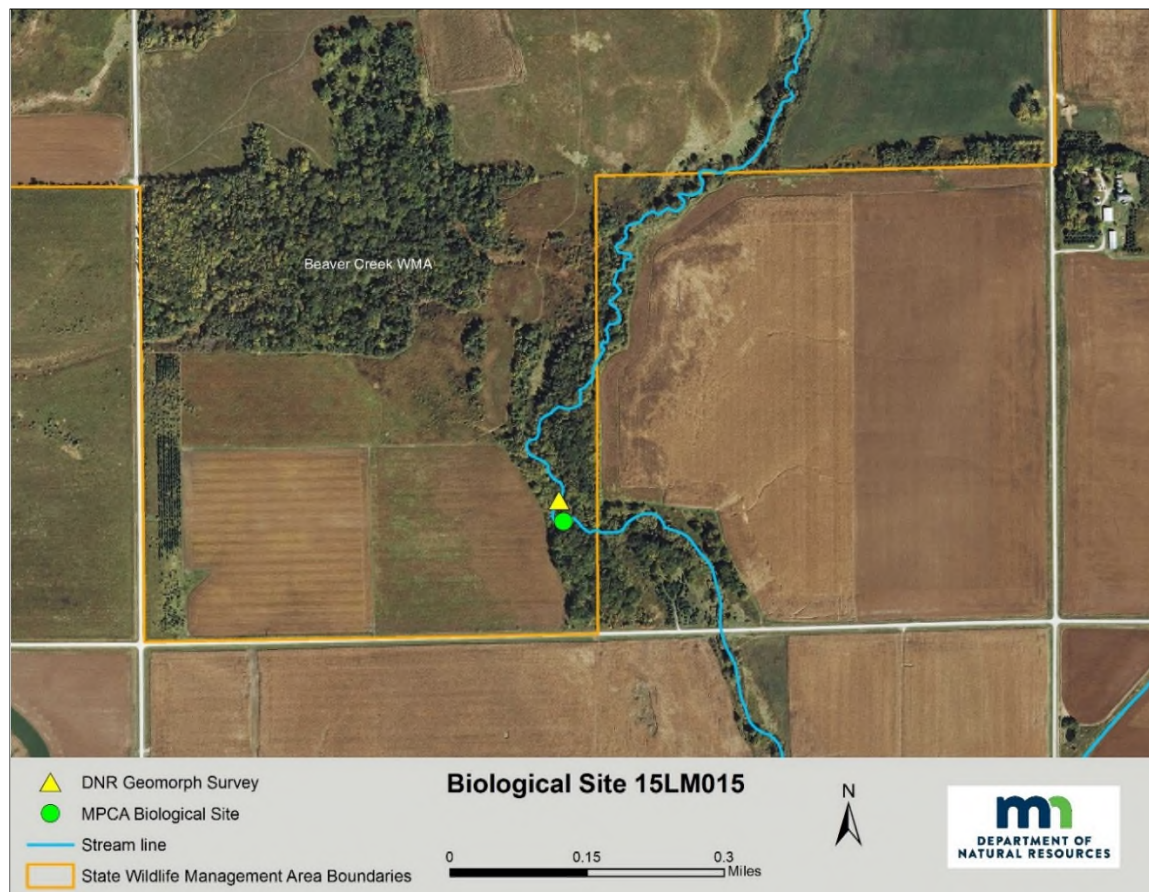 Beaver Creek WMA
DNR Geomorph Survey
MPCA Biological Site
Stream line
State Wildlife Management Area Boundaries
Biological Site 15LM015
0 0.15 0.3
Miles
N
mn
DEPARTMENT OF
NATURAL RESOURCES